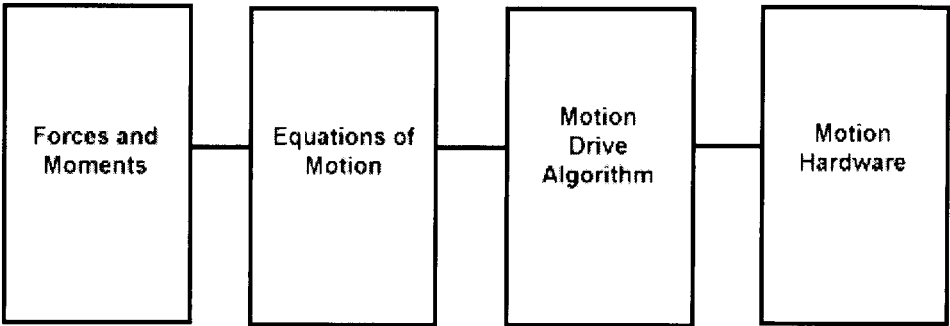 Forces and
Moments
Equations of
Motion
Motion
Drive
Algorithm
Motion
Hardware